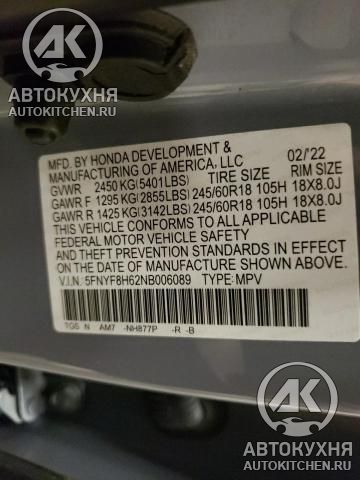 AK
АВТОКУХНЯ
AUTOKITCHEN.RU
MFD. BY HONDA DEVELOPMENT &
MANUFACTURING OF AMERICA, LLC 02/'22
GVWR 2450 KG(5401LBS) TIRE SIZE RIM SIZE
GAWR F 1295 KG(2855LBS) 245/60R18 105H 18X8.0J
GAWR R 1425 KG(3142LBS) 245/60R18 105H 18X8.0J
THIS VEHICLE CONFORMS TO ALL APPLICABLE
FEDERAL MOTOR VEHICLE SAFETY
AND THEFT PREVENTION STANDARDS IN EFFECT
ON THE DATE OF MANUFACTURE SHOWN ABOVE.
V.I.N.: 5FNYF8H62NB006089 TYPE: MPV
TGS N AM7 -NH877P -R -B
AK
АВТОКУХНЯ
AUTOKITCHEN.RU